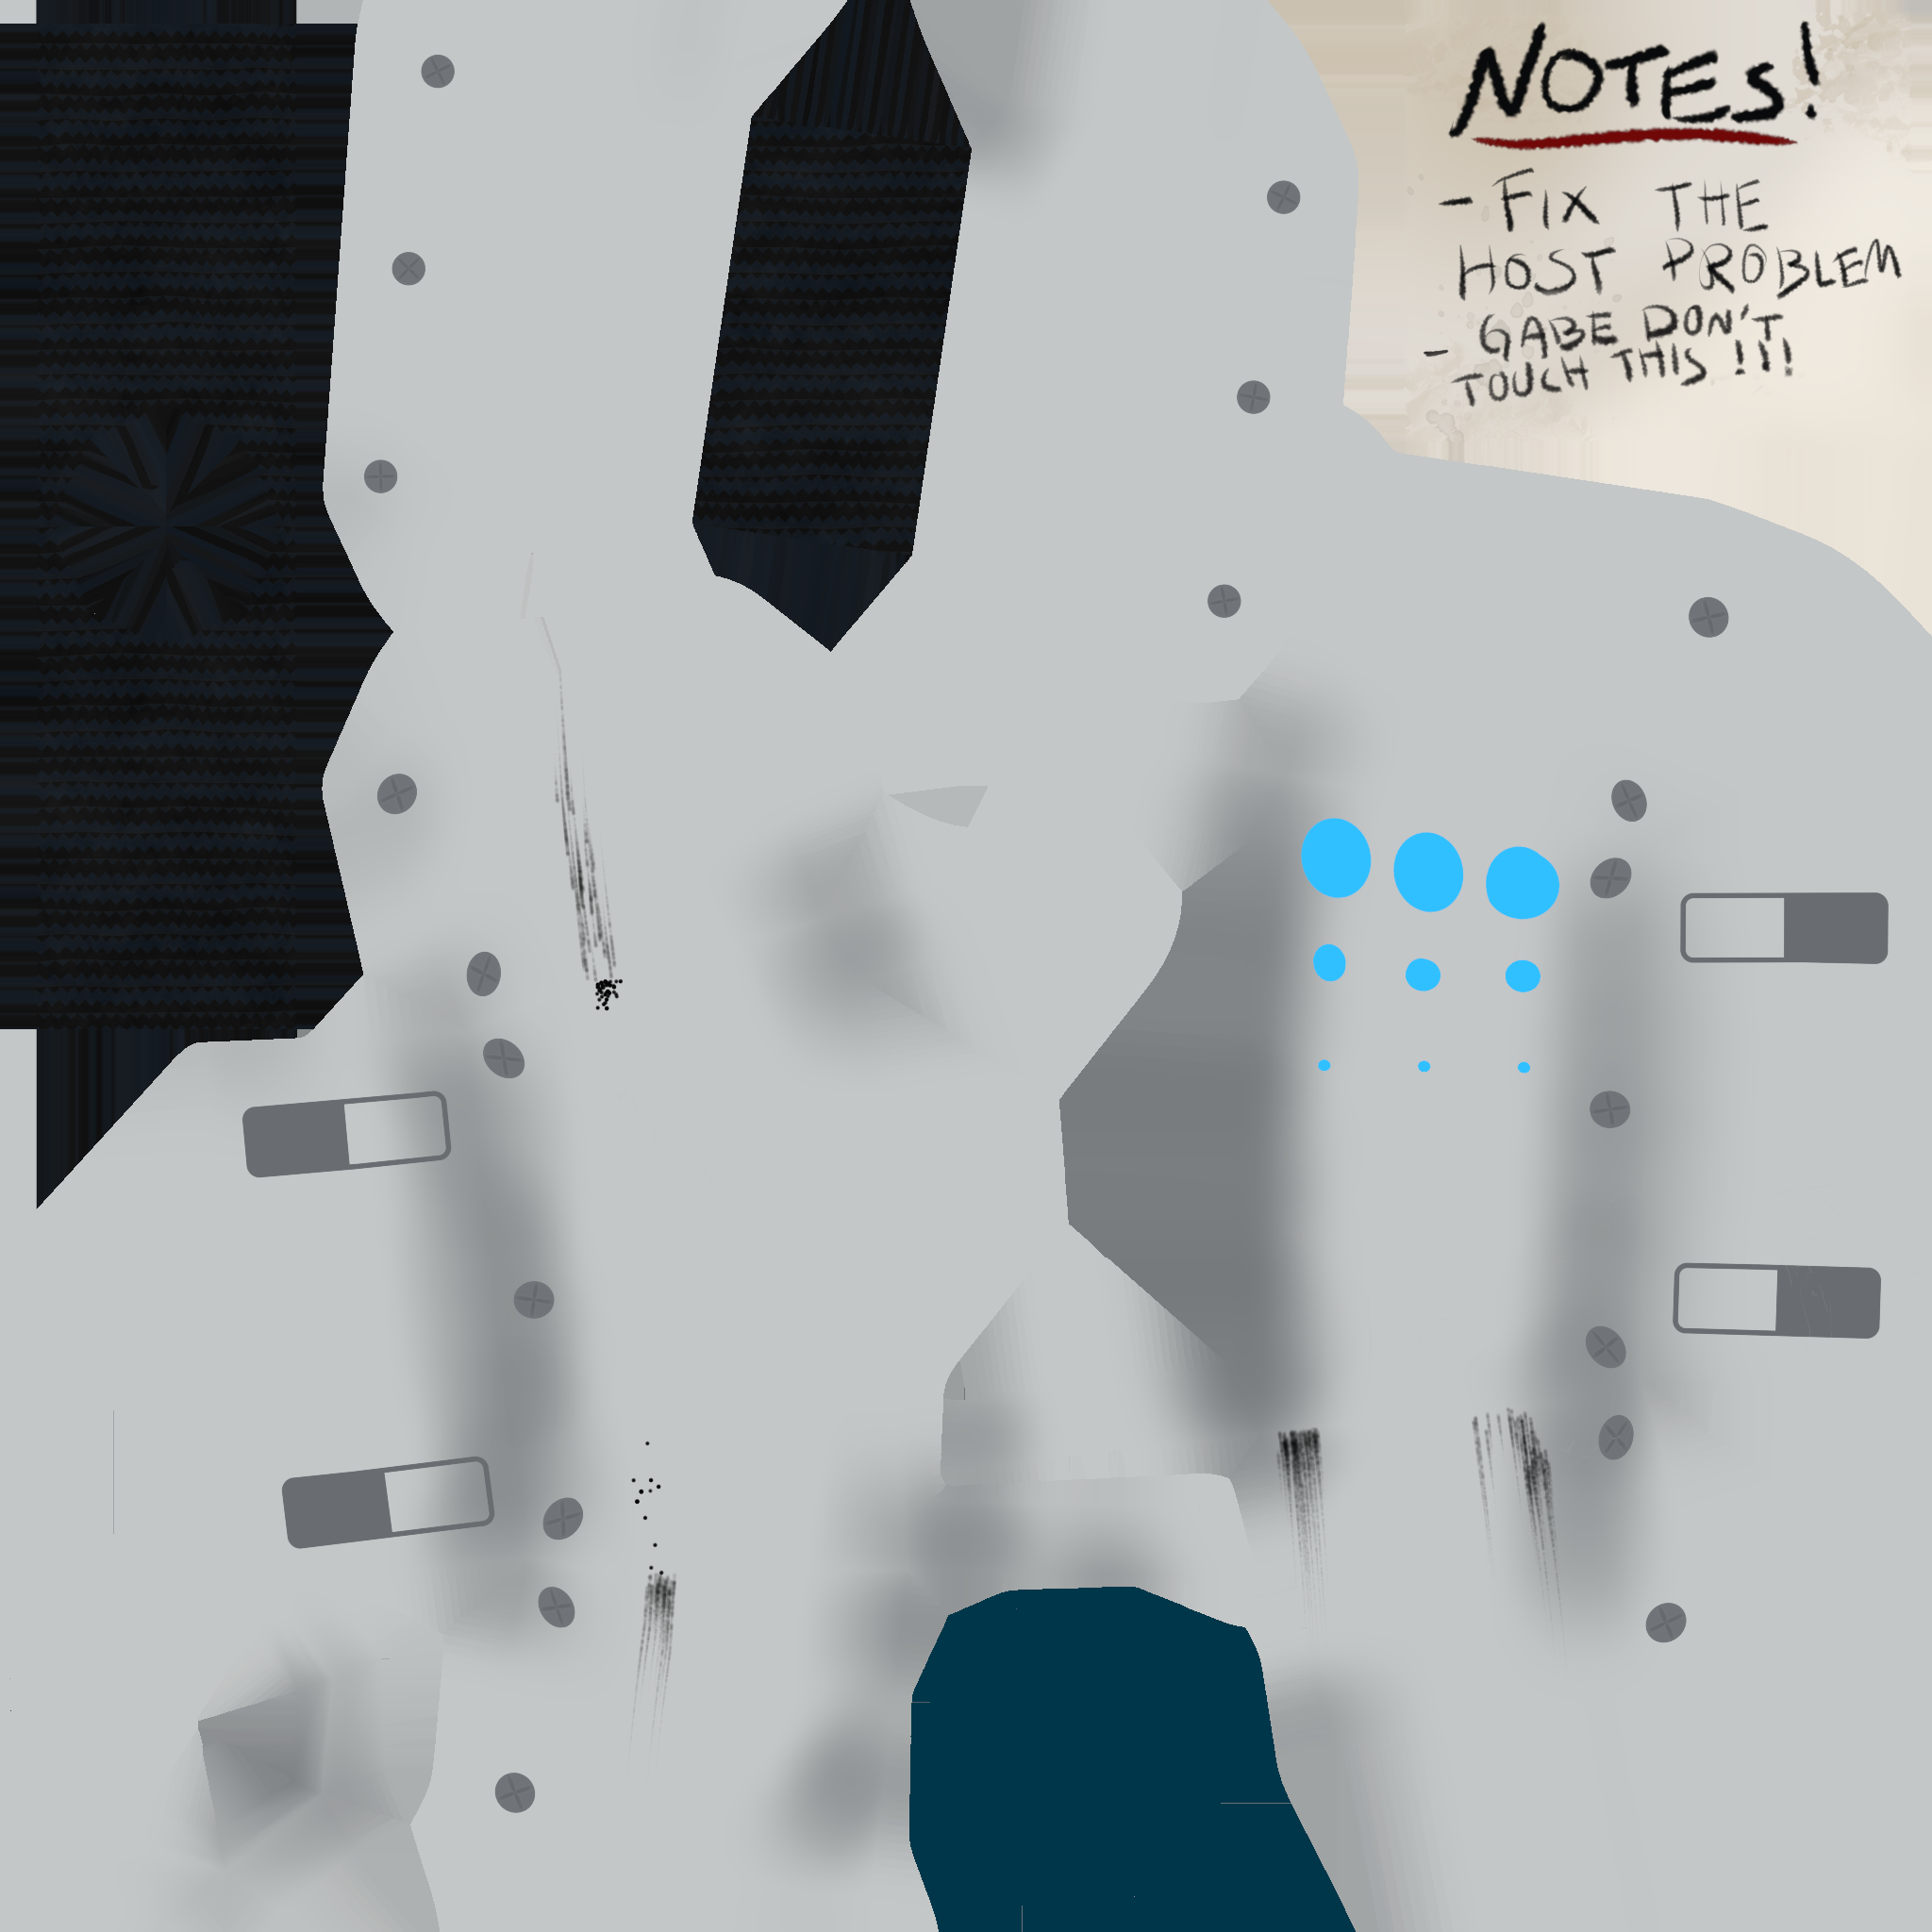 NOTES!
- FIX THE
HOST PROBLEM
- GABE DON'T
TOUCH THIS !!!